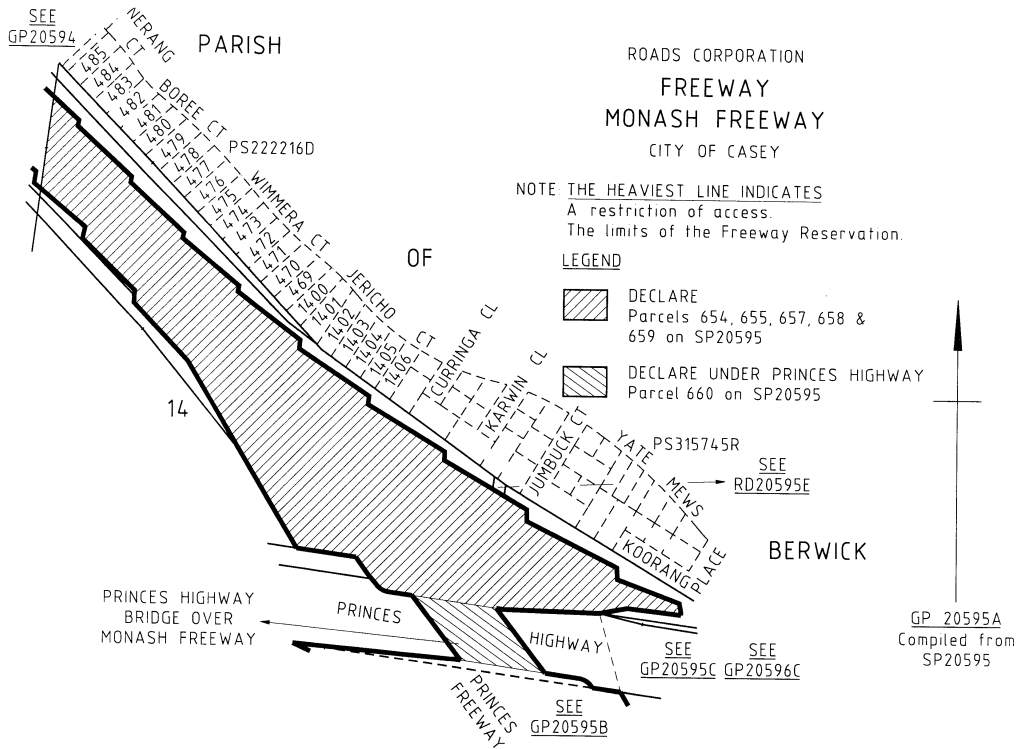 SEE
GP20594
PARISH
ROADS CORPORATION
FREEWAY
MONASH FREEWAY
CITY OF CASEY
NOTE THE HEAVIEST LINE INDICATES
A restriction of access.
The limits of the Freeway Reservation.
LEGEND
DECLARE
Parcels 654, 655, 657, 658 &
659 on SP20595
DECLARE UNDER PRINCES HIGHWAY
Parcel 660 on SP20595
NERANG CT
BOREE CT
PS222216D
WIMMERA CT
JERICHO CT
OF
CURRINGA CL
KARWIN CL
JUMBUCK CT
YATE MEWS
PS315745R
KOORANG PLACE
485
484
483
482
481
480
479
478
477
476
475
474
473
472
471
470
469
1400
1401
1402
1403
1404
1405
1406
14
SEE
RD20595E
BERWICK
PRINCES HIGHWAY
BRIDGE OVER
MONASH FREEWAY
PRINCES HIGHWAY
PRINCES
FREEWAY
SEE
GP20595B
SEE
GP20595C
SEE
GP20596C
GP 20595A
Compiled from
SP20595